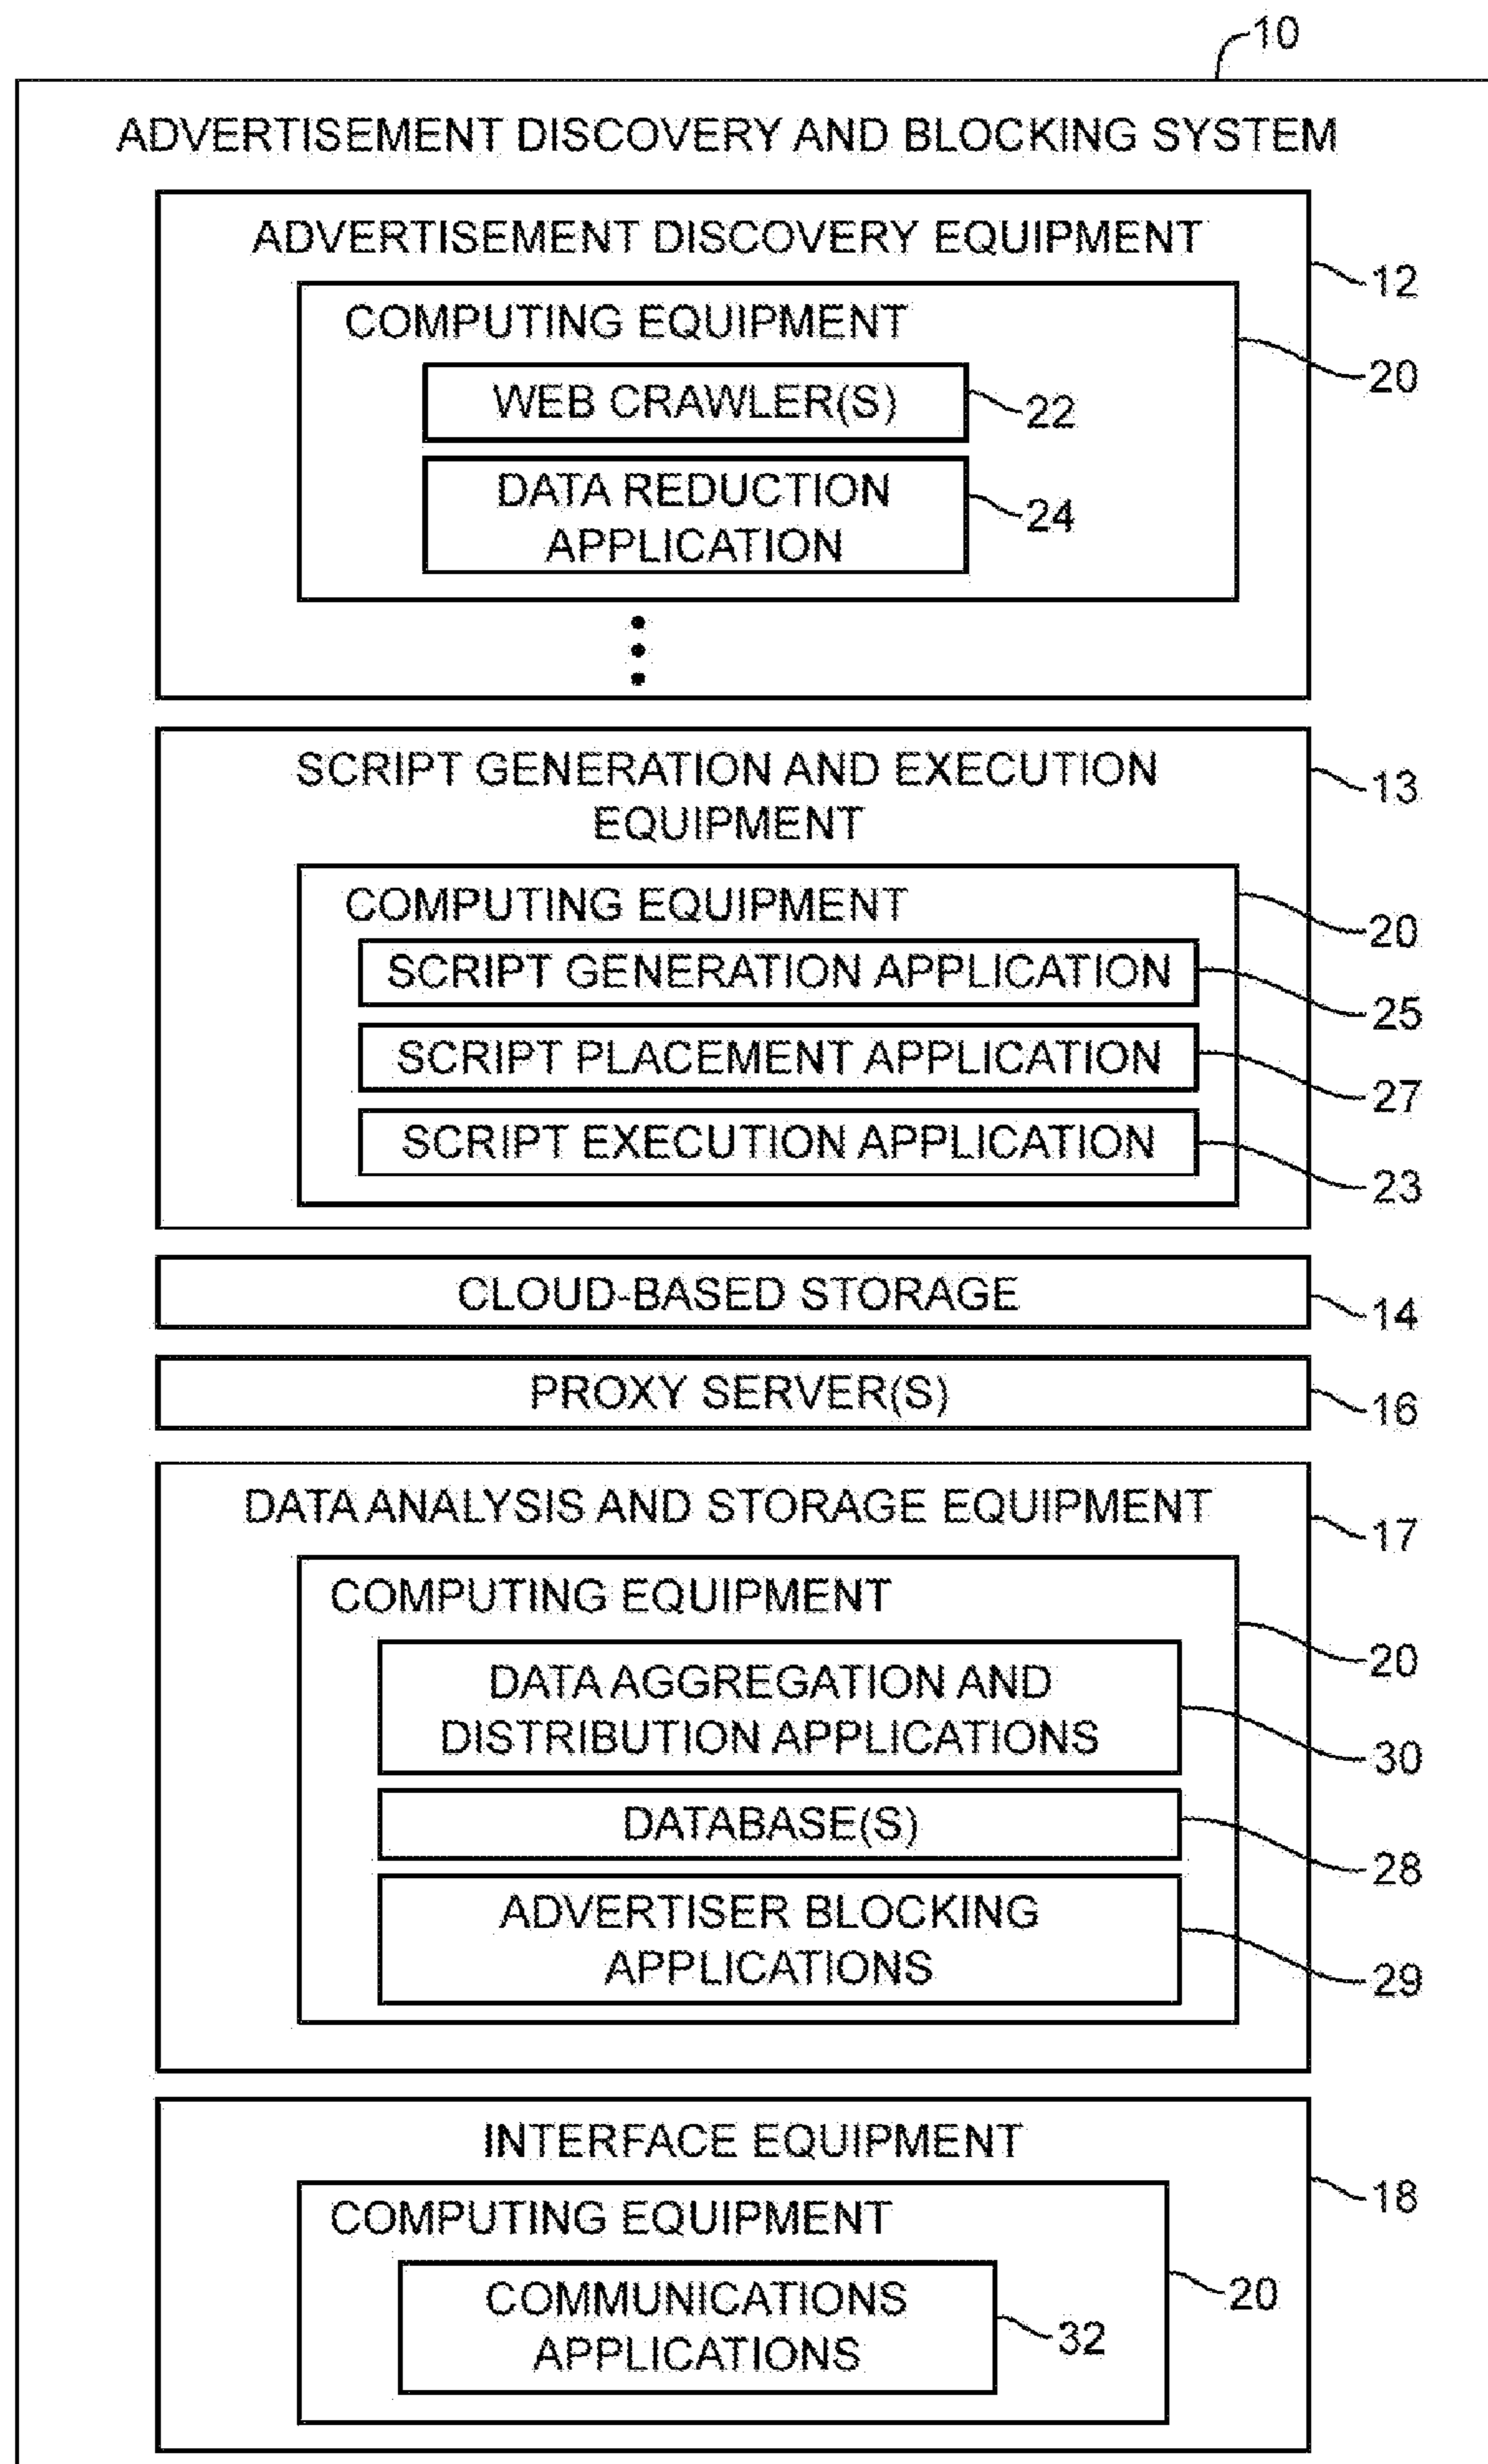 10
ADVERTISEMENT DISCOVERY AND BLOCKING SYSTEM
ADVERTISEMENT DISCOVERY EQUIPMENT
12
COMPUTING EQUIPMENT
20
WEB CRAWLER(S)
22
DATA REDUCTION
APPLICATION
24
SCRIPT GENERATION AND EXECUTION
EQUIPMENT
13
COMPUTING EQUIPMENT
20
SCRIPT GENERATION APPLICATION
25
SCRIPT PLACEMENT APPLICATION
27
SCRIPT EXECUTION APPLICATION
23
CLOUD-BASED STORAGE
14
PROXY SERVER(S)
16
DATA ANALYSIS AND STORAGE EQUIPMENT
17
COMPUTING EQUIPMENT
20
DATA AGGREGATION AND
DISTRIBUTION APPLICATIONS
30
DATABASE(S)
28
ADVERTISER BLOCKING
APPLICATIONS
29
INTERFACE EQUIPMENT
18
COMPUTING EQUIPMENT
20
COMMUNICATIONS
APPLICATIONS
32